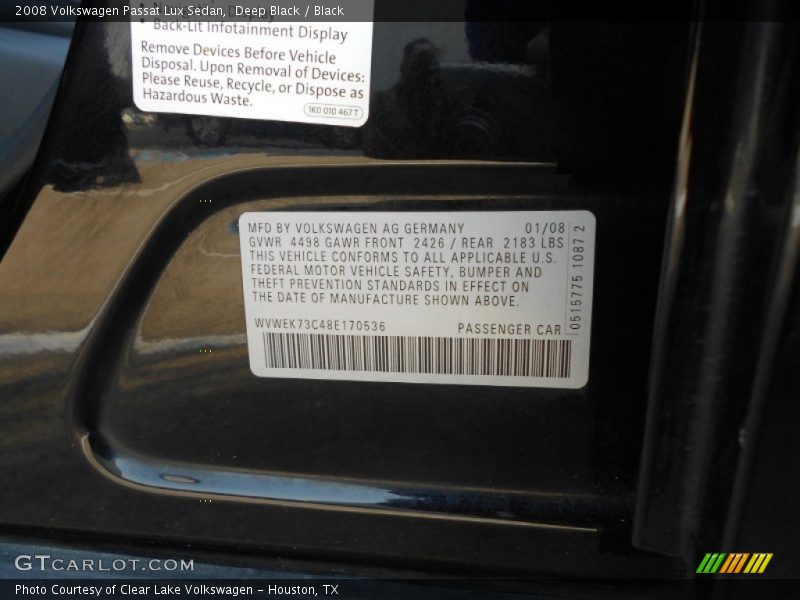 2008 Volkswagen Passat Lux Sedan, Deep Black / Black
• Back-Lit Infotainment Display
Remove Devices Before Vehicle
Disposal. Upon Removal of Devices:
Please Reuse, Recycle, or Dispose as
Hazardous Waste.
1K0 010 467 T
MFD BY VOLKSWAGEN AG GERMANY 01/08
GVWR 4498 GAWR FRONT 2426 / REAR 2183 LBS
THIS VEHICLE CONFORMS TO ALL APPLICABLE U.S.
FEDERAL MOTOR VEHICLE SAFETY, BUMPER AND
THEFT PREVENTION STANDARDS IN EFFECT ON
THE DATE OF MANUFACTURE SHOWN ABOVE.
WVWEK73C48E170536 PASSENGER CAR
0515775 1087 2
GTCARLOT.COM
Photo Courtesy of Clear Lake Volkswagen – Houston, TX